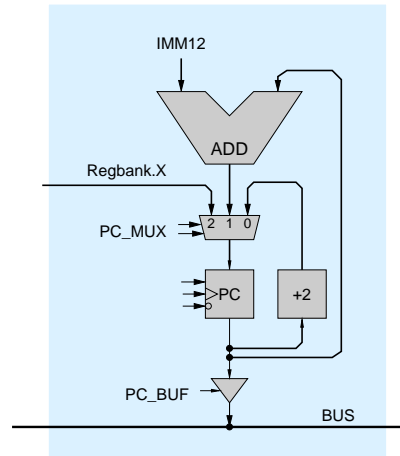 IMM12
ADD
Regbank.X
2 1 0
PC_MUX
PC
+2
PC_BUF
BUS